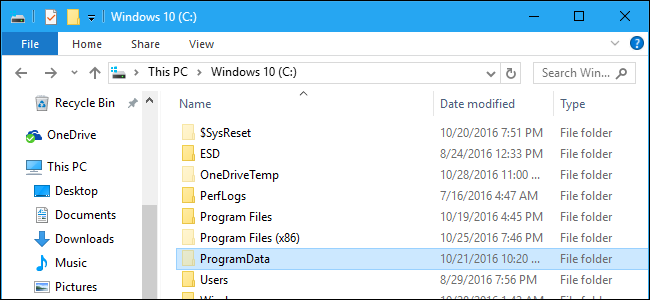 Windows 10 (C:)
File Home Share View
This PC Windows 10 (C:) Search Win...
Recycle Bin
OneDrive
This PC
Desktop
Documents
Downloads
Music
Pictures
Name Date modified Type
$SysReset 10/20/2016 7:51 PM File folder
ESD 8/24/2016 12:33 PM File folder
OneDriveTemp 10/28/2016 11:00 ... File folder
PerfLogs 7/16/2016 4:47 AM File folder
Program Files 10/19/2016 4:45 PM File folder
Program Files (x86) 10/25/2016 7:46 PM File folder
ProgramData 10/21/2016 10:20 ... File folder
Users 8/29/2016 7:56 PM File folder